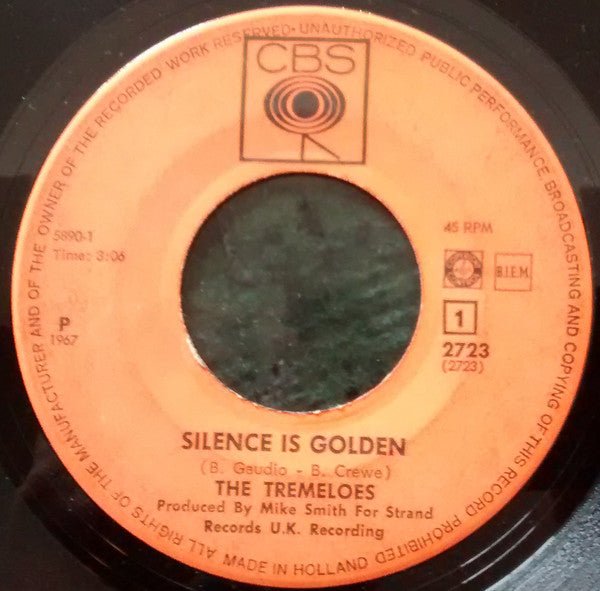 ALL RIGHTS OF THE MANUFACTURER AND OF THE OWNER OF THE RECORDED WORK RESERVED · UNAUTHORIZED PUBLIC PERFORMANCE BROADCASTING AND COPYING OF THIS RECORD PROHIBITED
CBS
5890-1
Time: 3:06
P
1967
45 RPM
B.I.E.M.
1
2723
(2723)
SILENCE IS GOLDEN
(B. Gaudio - B. Crewe)
THE TREMELOES
Produced By Mike Smith For Strand
Records U.K. Recording
MADE IN HOLLAND